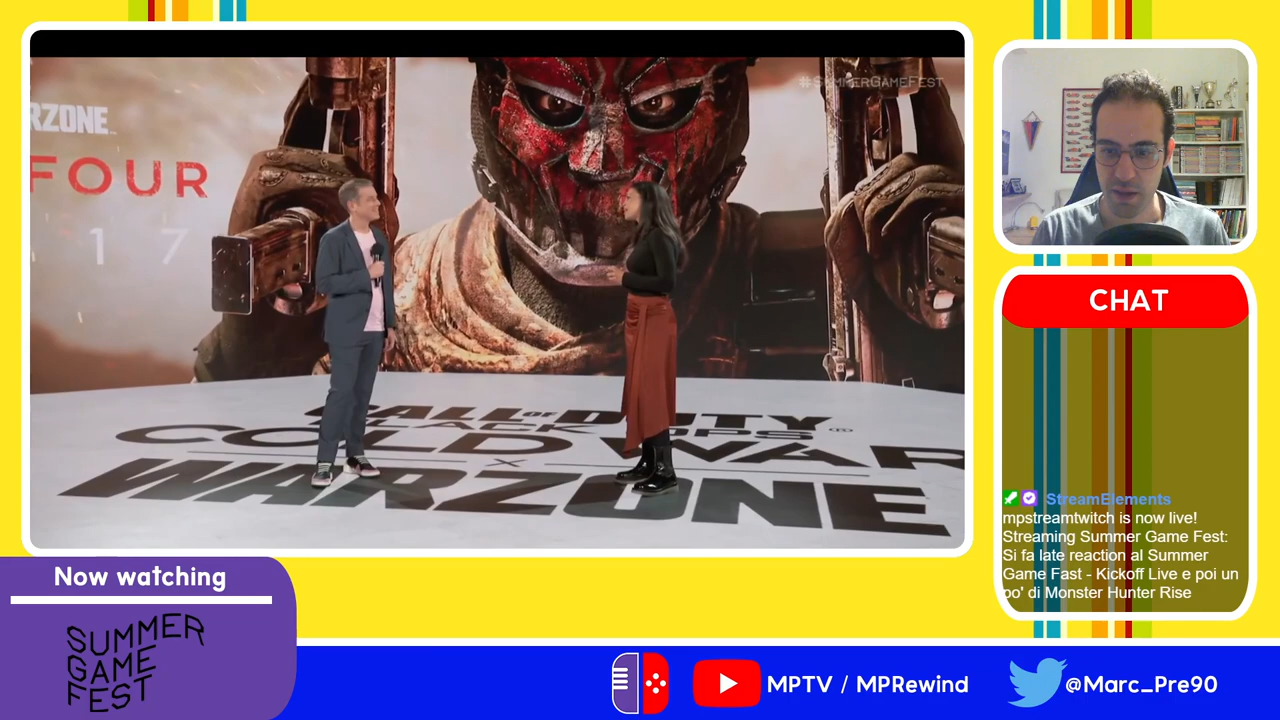 #SUMMERGAMEFEST
RZONE
FOUR
17
CALL OF DUTY
BLACK OPS
COLD WAR
X
WARZONE
CHAT
StreamElements
mpstreamtwitch is now live!
Streaming Summer Game Fest:
Si fa late reaction al Summer
Game Fast - Kickoff Live e poi un
po' di Monster Hunter Rise
Now watching
SUMMER
GAME
FEST
MPTV / MPRewind
@Marc_Pre90